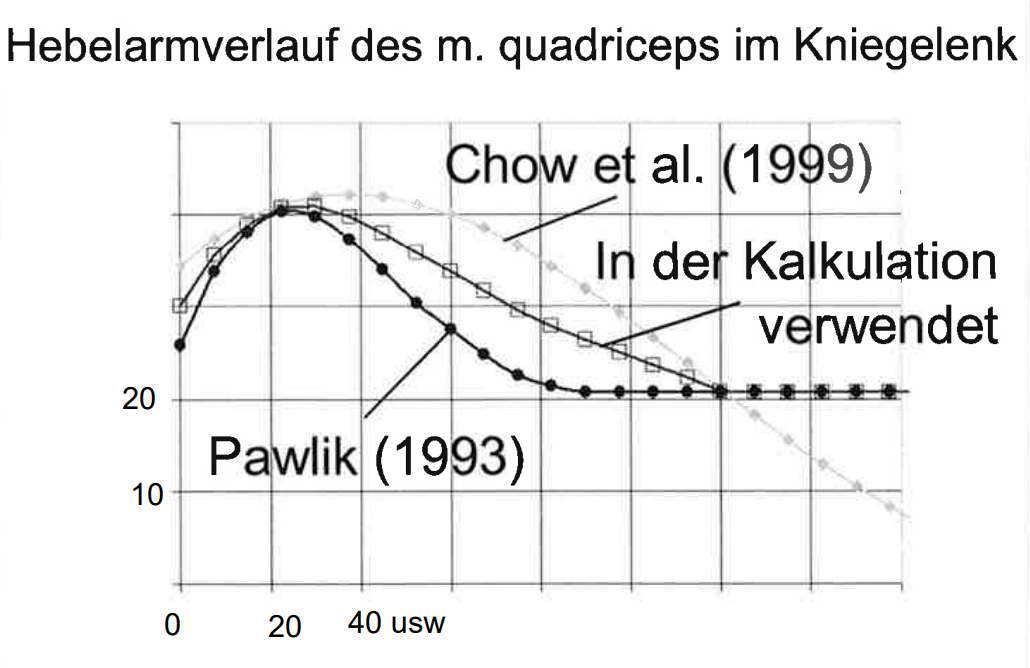 Hebelarmverlauf des m. quadriceps im Kniegelenk
Chow et al. (1999)
In der Kalkulation
verwendet
20
Pawlik (1993)
10
0
20
40 usw